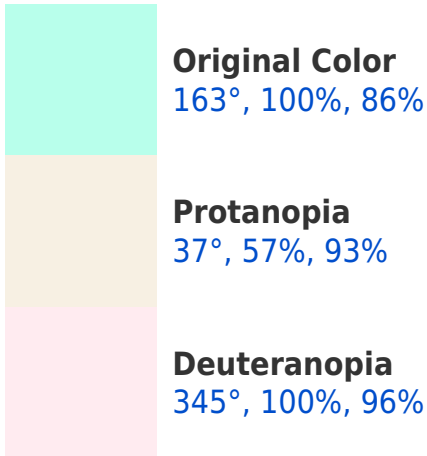 Original Color
163°, 100%, 86%
Protanopia
37°, 57%, 93%
Deuteranopia
345°, 100%, 96%